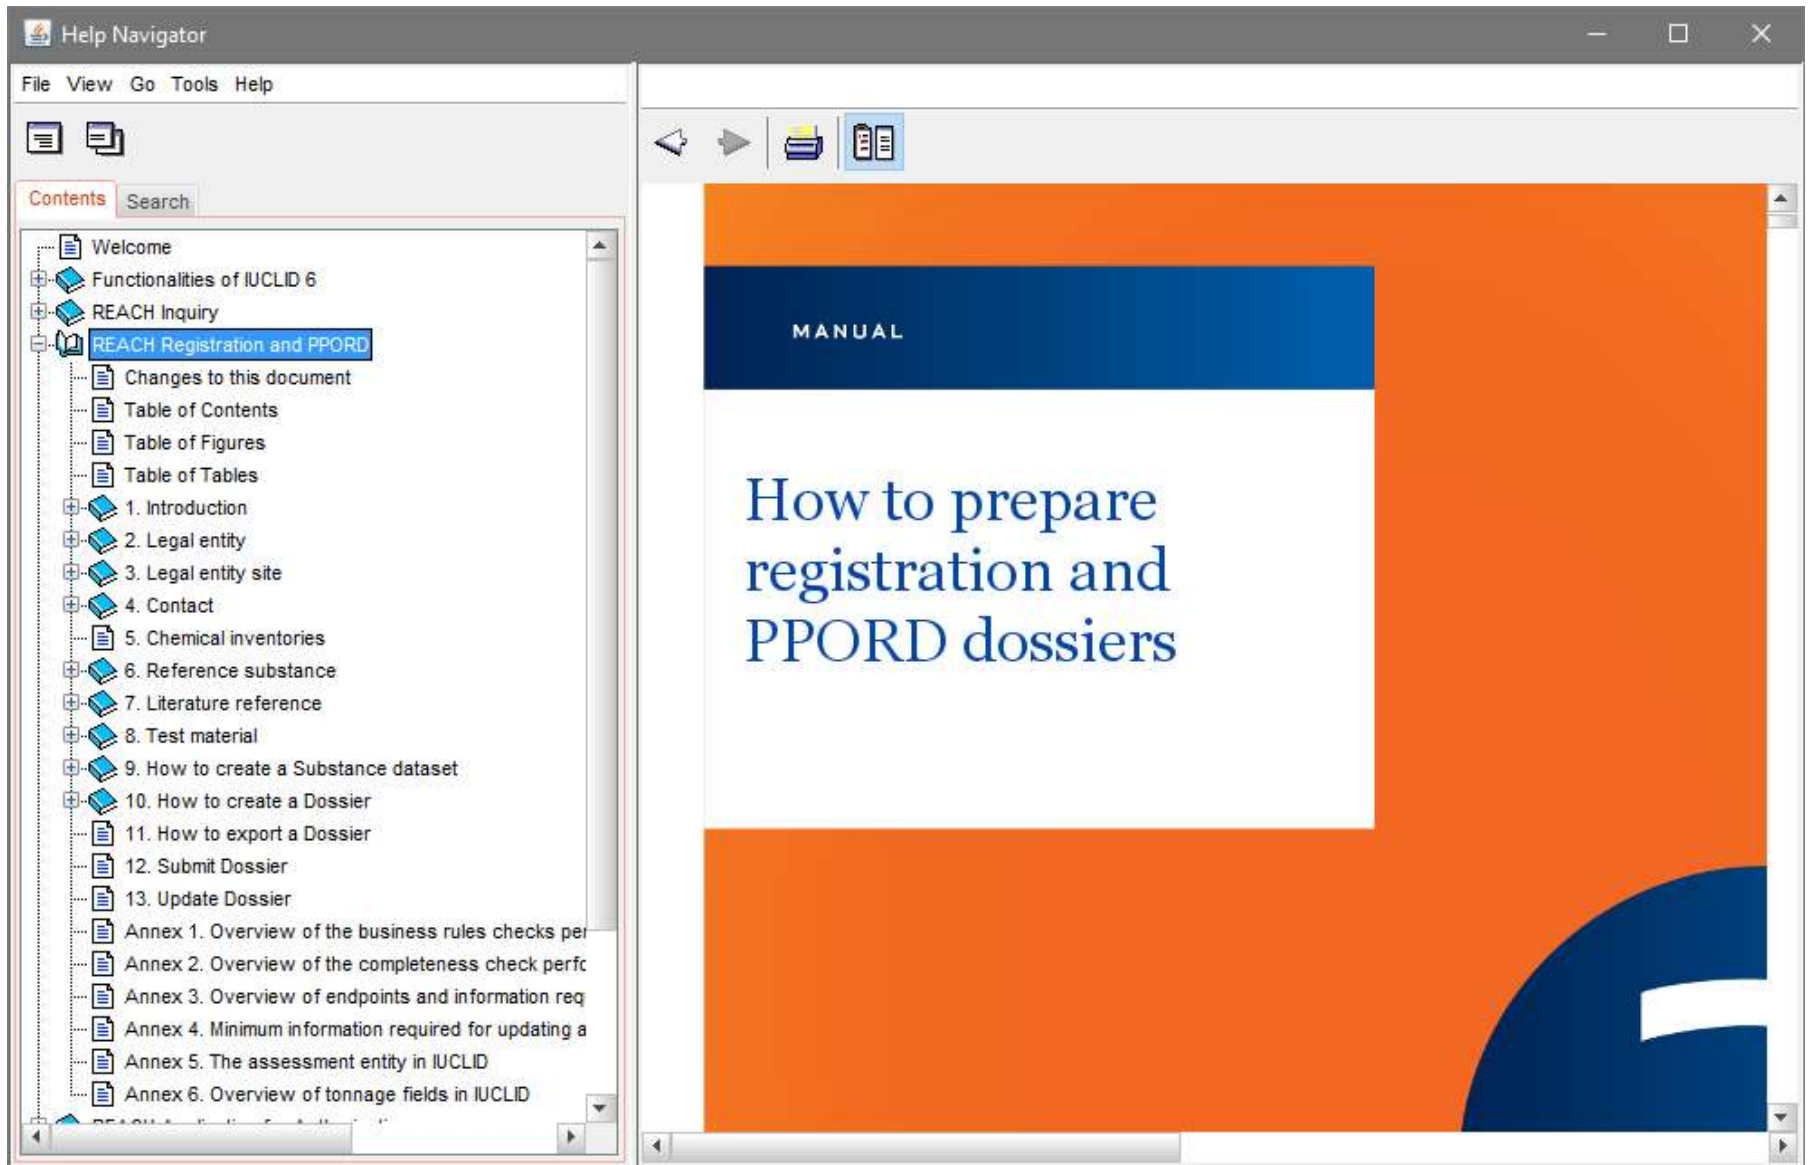 Help Navigator
File View Go Tools Help
Contents Search
Welcome
Functionalities of IUCLID 6
REACH Inquiry
REACH Registration and PPORD
Changes to this document
Table of Contents
Table of Figures
Table of Tables
1. Introduction
2. Legal entity
3. Legal entity site
4. Contact
5. Chemical inventories
6. Reference substance
7. Literature reference
8. Test material
9. How to create a Substance dataset
10. How to create a Dossier
11. How to export a Dossier
12. Submit Dossier
13. Update Dossier
Annex 1. Overview of the business rules checks per
Annex 2. Overview of the completeness check perfo
Annex 3. Overview of endpoints and information req
Annex 4. Minimum information required for updating a
Annex 5. The assessment entity in IUCLID
Annex 6. Overview of tonnage fields in IUCLID
MANUAL
How to prepare
registration and
PPORD dossiers